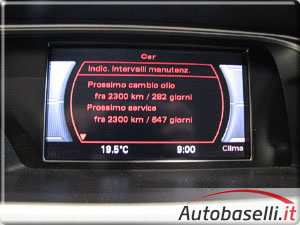 Car
Indic. Intervalli manutenz.
Prossimo cambio olio
fra 2300 km / 282 giorni
Prossimo service
fra 2300 km / 647 giorni
19.5°C 9:00 Clima
Autobaselli.it